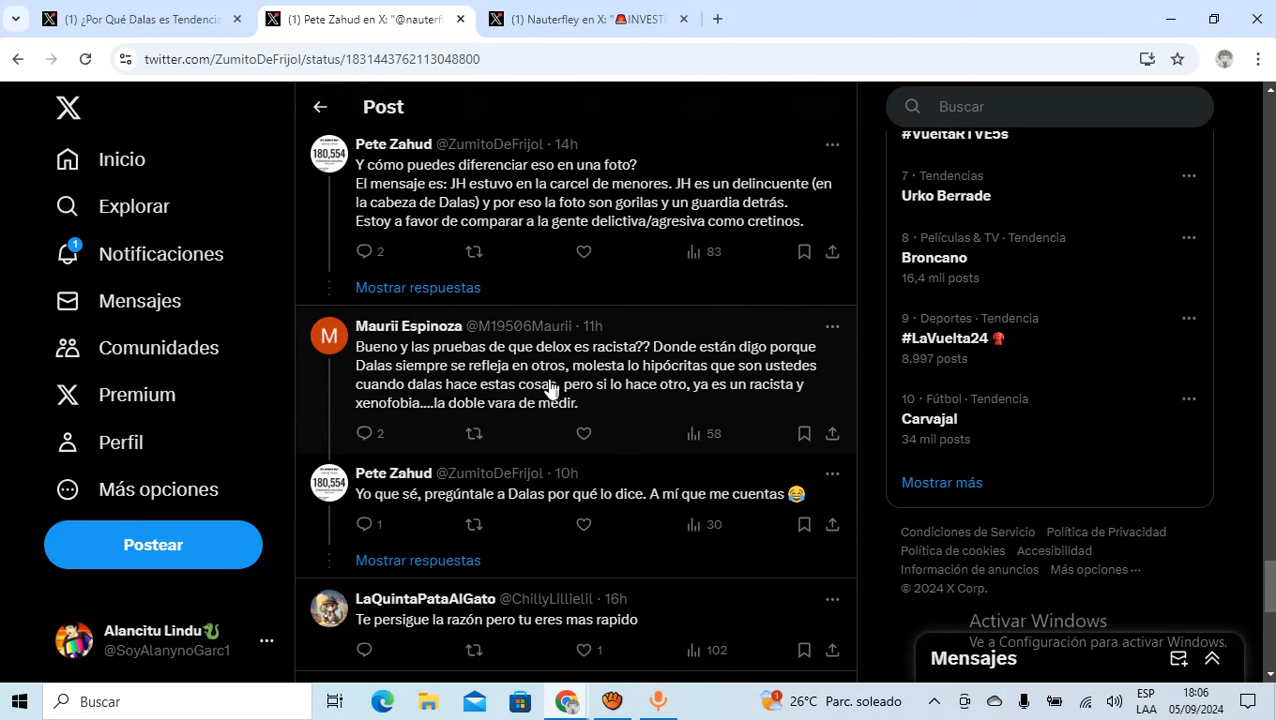 (1) ¿Por Qué Dalas es Tendencia
(1) Pete Zahud en X: "@nauterf
(1) Nauterfley en X: "🚨INVESTI
twitter.com/ZumitoDeFrijol/status/1831443762113048800
Inicio
Explorar
1
Notificaciones
Mensajes
Comunidades
Premium
Perfil
Más opciones
Postear
Alancitu Lindu🐉
@SoyAlanynoGarc1
Post
180,554
Pete Zahud @ZumitoDeFrijol · 14h
Y cómo puedes diferenciar eso en una foto?
El mensaje es: JH estuvo en la carcel de menores. JH es un delincuente (en
la cabeza de Dalas) y por eso la foto son gorilas y un guardia detrás.
Estoy a favor de comparar a la gente delictiva/agresiva como cretinos.
2 83
Mostrar respuestas
M
Maurii Espinoza @M19506Maurii · 11h
Bueno y las pruebas de que delox es racista?? Donde están digo porque
Dalas siempre se refleja en otros, molesta lo hipócritas que son ustedes
cuando dalas hace estas cosas, pero si lo hace otro, ya es un racista y
xenofobia....la doble vara de medir.
2 58
180,554
Pete Zahud @ZumitoDeFrijol · 10h
Yo que sé, pregúntale a Dalas por qué lo dice. A mí que me cuentas 😂
1 30
Mostrar respuestas
LaQuintaPataAlGato @ChillyLillielil · 16h
Te persigue la razón pero tu eres mas rapido
1 102
Buscar
#VueltaRTVE5s
7 · Tendencias
Urko Berrade
8 · Películas & TV · Tendencia
Broncano
16,4 mil posts
9 · Deportes · Tendencia
#LaVuelta24
8.997 posts
10 · Fútbol · Tendencia
Carvajal
34 mil posts
Mostrar más
Condiciones de Servicio Política de Privacidad
Política de cookies Accesibilidad
Información de anuncios Más opciones ···
© 2024 X Corp.
Activar Windows
Ve a Configuración para activar Windows.
Mensajes
Buscar
26°C Parc. soleado
ESP
LAA
18:06
05/09/2024